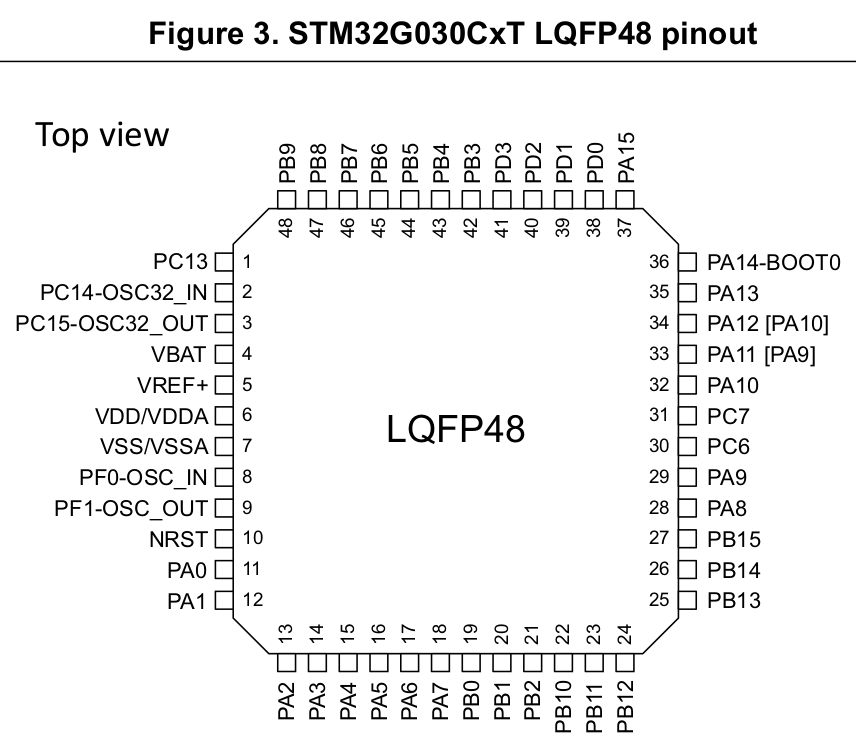 Figure 3. STM32G030CxT LQFP48 pinout
Top view
PB9 PB8 PB7 PB6 PB5 PB4 PB3 PD3 PD2 PD1 PD0 PA15
48 47 46 45 44 43 42 41 40 39 38 37
PC13 1 36 PA14-BOOT0
PC14-OSC32_IN 2 35 PA13
PC15-OSC32_OUT 3 34 PA12 [PA10]
VBAT 4 33 PA11 [PA9]
VREF+ 5 32 PA10
VDD/VDDA 6 31 PC7
LQFP48
VSS/VSSA 7 30 PC6
PF0-OSC_IN 8 29 PA9
PF1-OSC_OUT 9 28 PA8
NRST 10 27 PB15
PA0 11 26 PB14
PA1 12 25 PB13
13 14 15 16 17 18 19 20 21 22 23 24
PA2 PA3 PA4 PA5 PA6 PA7 PB0 PB1 PB2 PB10 PB11 PB12